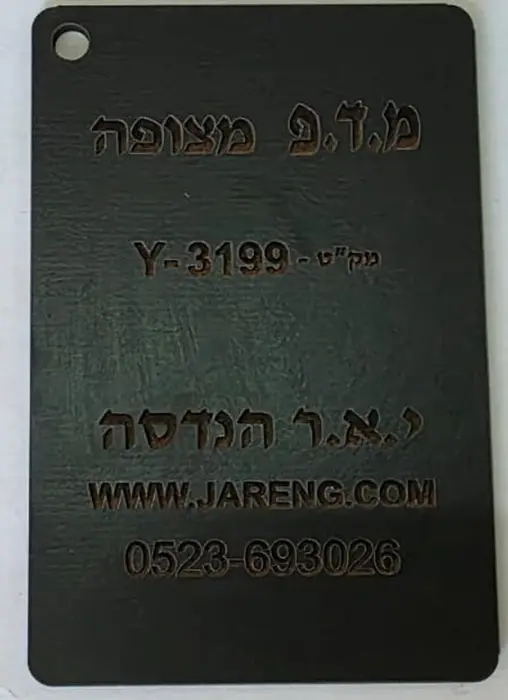 מ.ד.פ מצופה
מק"ט - Y-3199
י.א.ר הנדסה
WWW.JARENG.COM
0523-693026